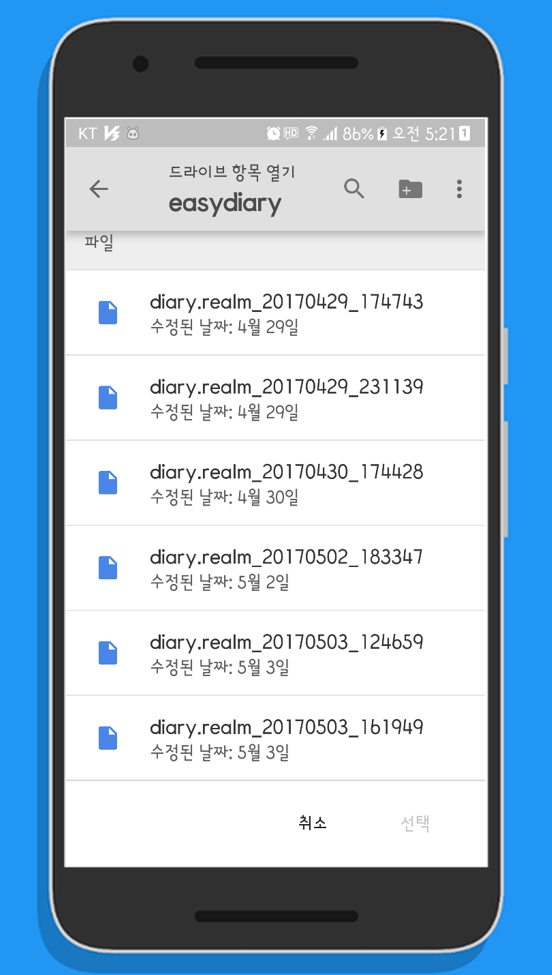 KT HD 86% 오전 5:21 1
드라이브 항목 열기
easydiary
파일
diary.realm_20170429_174743
수정된 날짜: 4월 29일
diary.realm_20170429_231139
수정된 날짜: 4월 29일
diary.realm_20170430_174428
수정된 날짜: 4월 30일
diary.realm_20170502_183347
수정된 날짜: 5월 2일
diary.realm_20170503_124659
수정된 날짜: 5월 3일
diary.realm_20170503_161949
수정된 날짜: 5월 3일
취소 선택